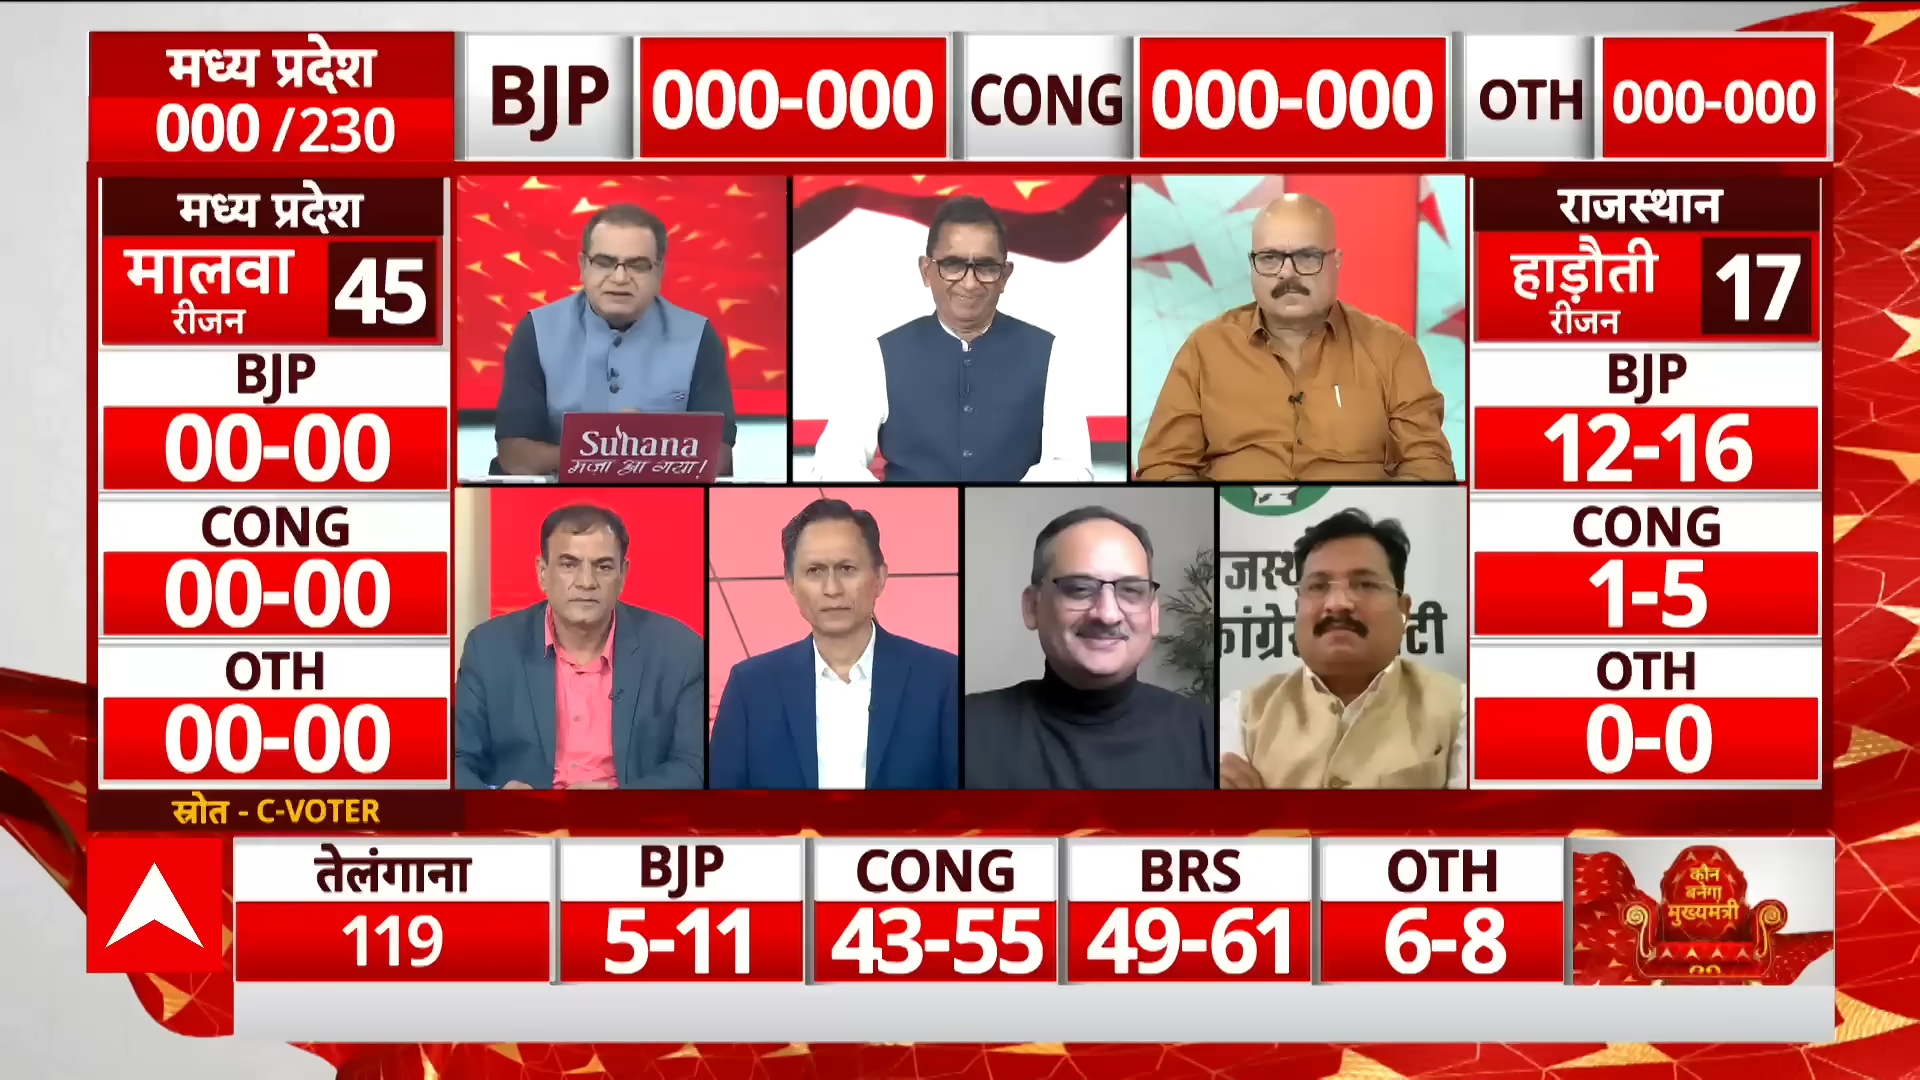 मध्य प्रदेश
000 /230
BJP 000-000 CONG 000-000 OTH 000-000
मध्य प्रदेश
मालवा
रीजन
45
BJP
00-00
CONG
00-00
OTH
00-00
स्रोत - C-VOTER
Suhana
मज़ा आ गया!
राजस्थान
हाड़ौती
रीजन
17
BJP
12-16
CONG
1-5
OTH
0-0
तेलंगाना BJP CONG BRS OTH
119 5-11 43-55 49-61 6-8
कौन
बनेगा
मुख्यमंत्री